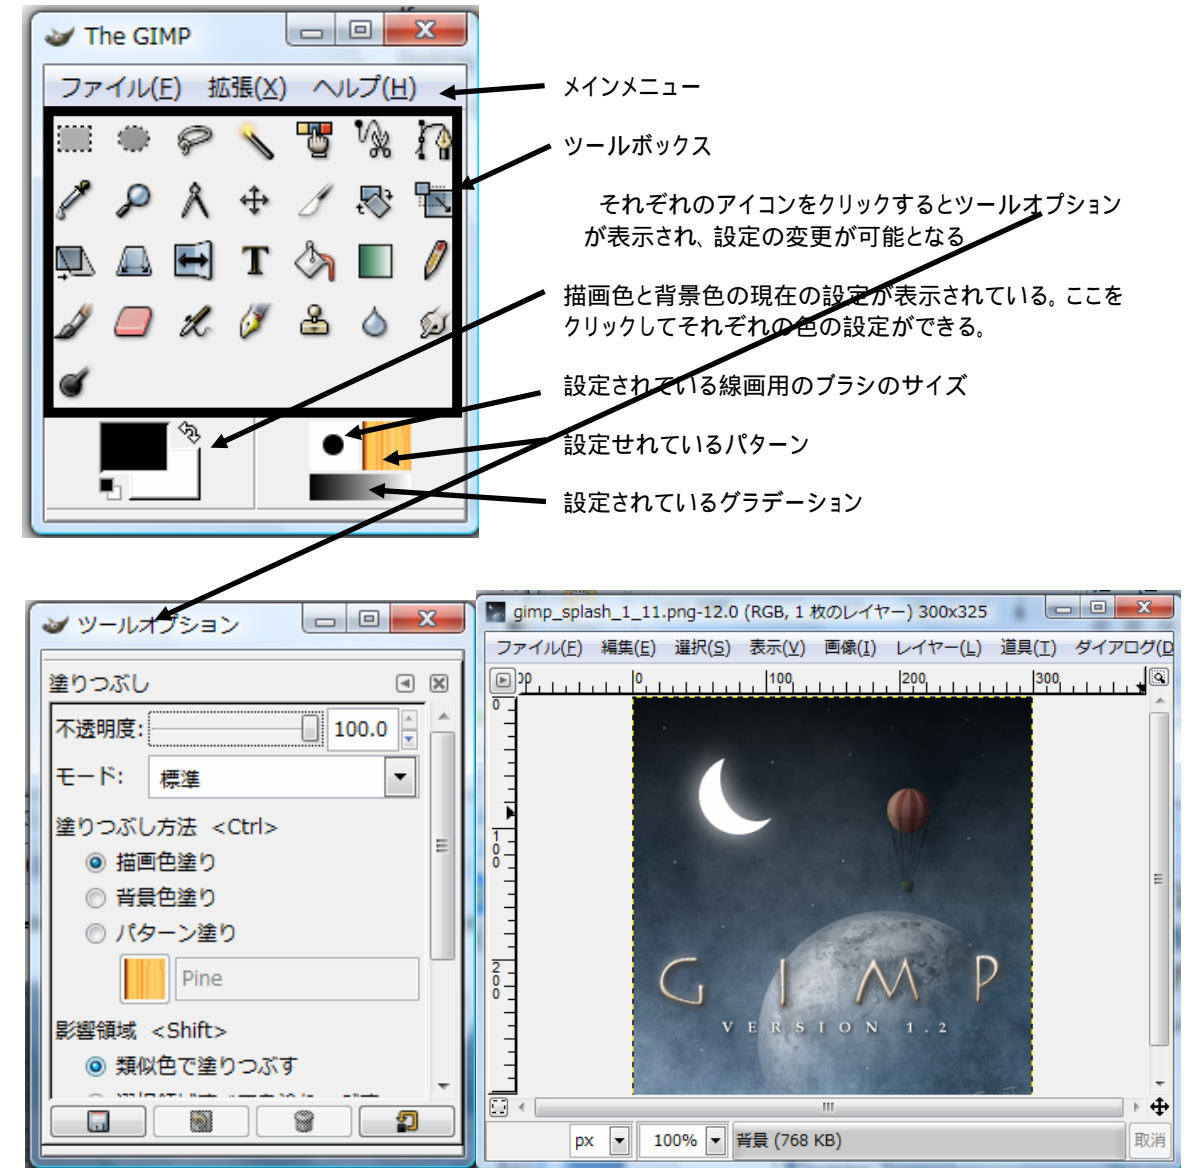 The GIMP
ファイル(F) 拡張(X) ヘルプ(H)
メインメニュー
ツールボックス
それぞれのアイコンをクリックするとツールオプション
が表示され、設定の変更が可能となる
描画色と背景色の現在の設定が表示されている。ここを
クリックしてそれぞれの色の設定ができる。
設定されている線画用のブラシのサイズ
設定せれているパターン
設定されているグラデーション
ツールオプション
塗りつぶし
不透明度: 100.0
モード: 標準
塗りつぶし方法 <Ctrl>
描画色塗り
背景色塗り
パターン塗り
Pine
影響領域 <Shift>
類似色で塗りつぶす
gimp_splash_1_11.png-12.0 (RGB, 1 枚のレイヤー) 300x325
ファイル(F) 編集(E) 選択(S) 表示(V) 画像(I) レイヤー(L) 道具(T) ダイアログ(D
0 100 200 300
0
100
200
GIMP
VERSION 1.2
px 100% 背景 (768 KB) 取消